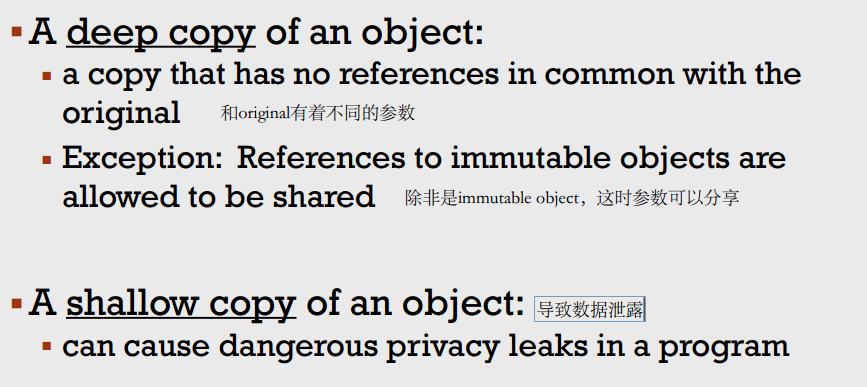 A deep copy of an object:
a copy that has no references in common with the
original 和original有着不同的参数
Exception: References to immutable objects are
allowed to be shared 除非是immutable object，这时参数可以分享
A shallow copy of an object: 导致数据泄露
can cause dangerous privacy leaks in a program